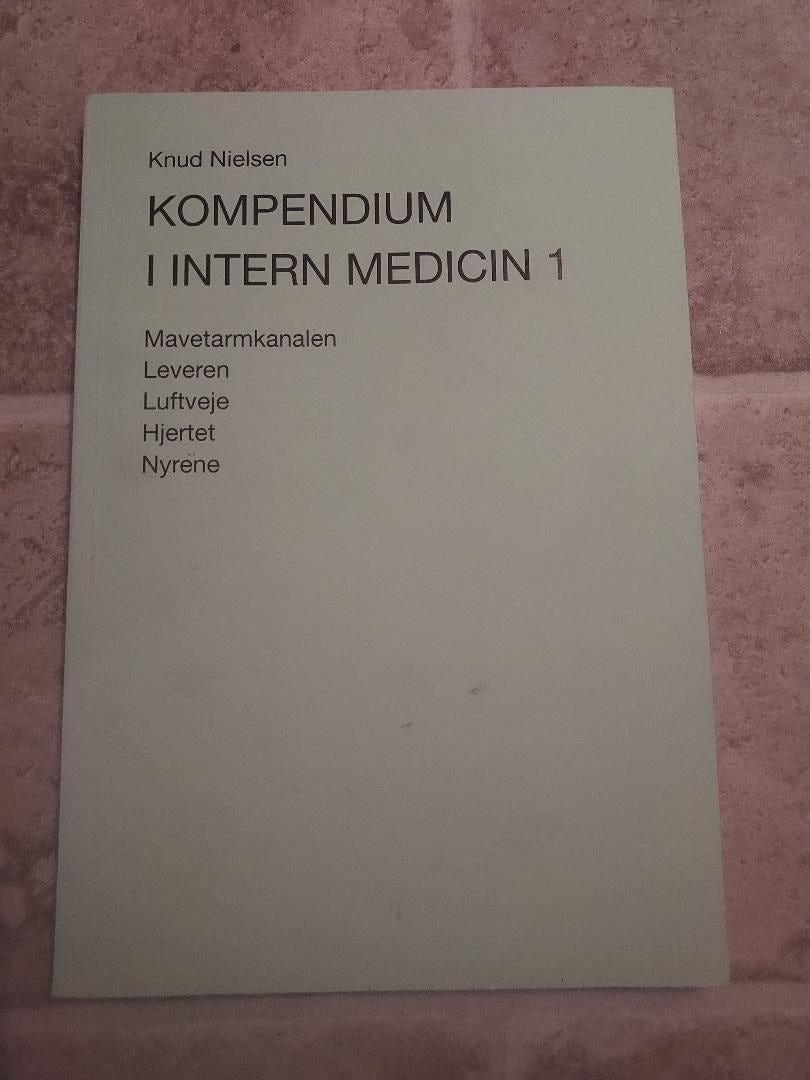 Knud Nielsen
KOMPENDIUM
I INTERN MEDICIN 1
Mavetarmkanalen
Leveren
Luftveje
Hjertet
Nyrene